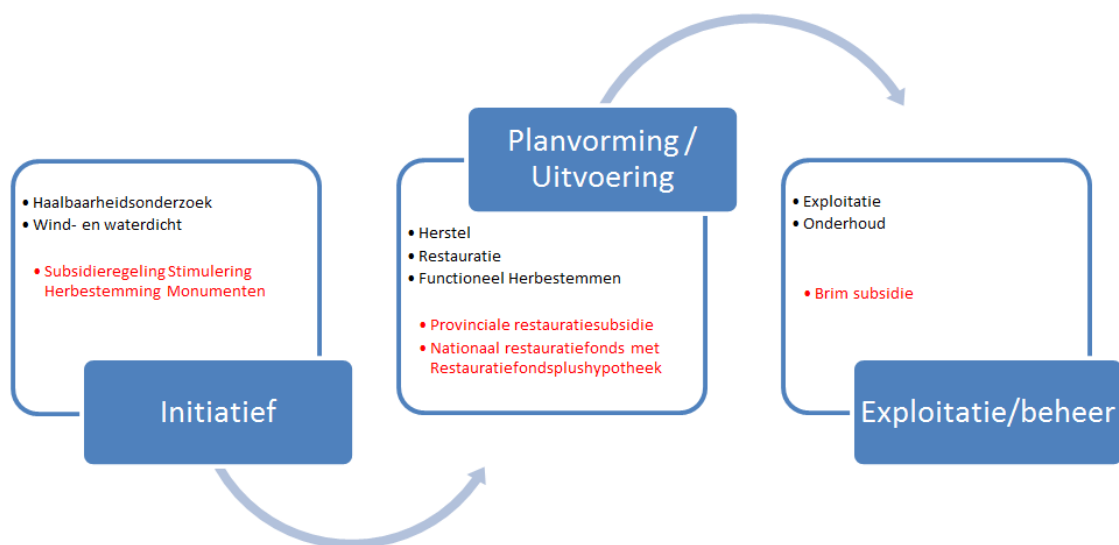 • Haalbaarheidsonderzoek
• Wind- en waterdicht
• Subsidieregeling Stimulering
Herbestemming Monumenten
Initiatief
Planvorming /
Uitvoering
• Herstel
• Restauratie
• Functioneel Herbestemmen
• Provinciale restauratiesubsidie
• Nationaal restauratiefonds met
Restauratiefondsplushypotheek
• Exploitatie
• Onderhoud
• Brim subsidie
Exploitatie/beheer